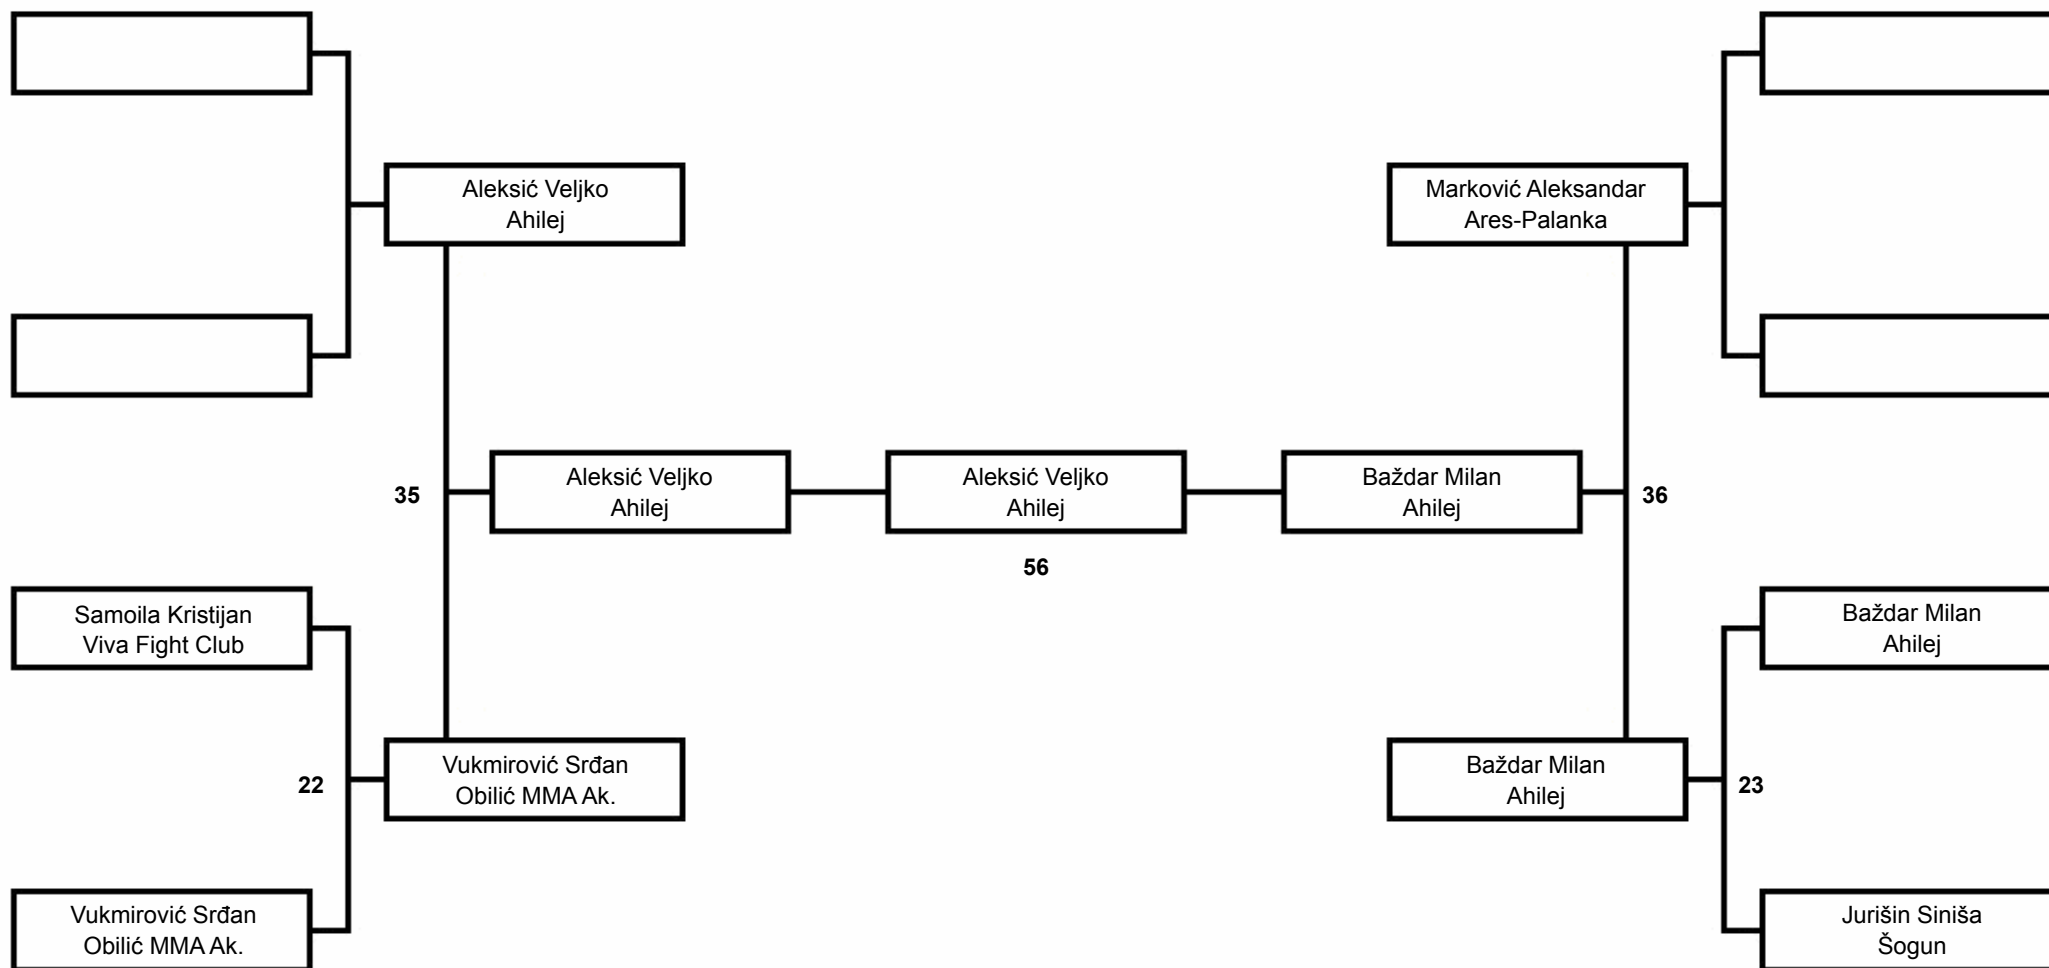 Aleksić Veljko
Ahilej
Marković Aleksandar
Ares-Palanka
35
Aleksić Veljko
Ahilej
Aleksić Veljko
Ahilej
56
Baždar Milan
Ahilej
36
Samoila Kristijan
Viva Fight Club
22
Vukmirović Srđan
Obilić MMA Ak.
Vukmirović Srđan
Obilić MMA Ak.
Baždar Milan
Ahilej
Baždar Milan
Ahilej
23
Jurišin Siniša
Šogun